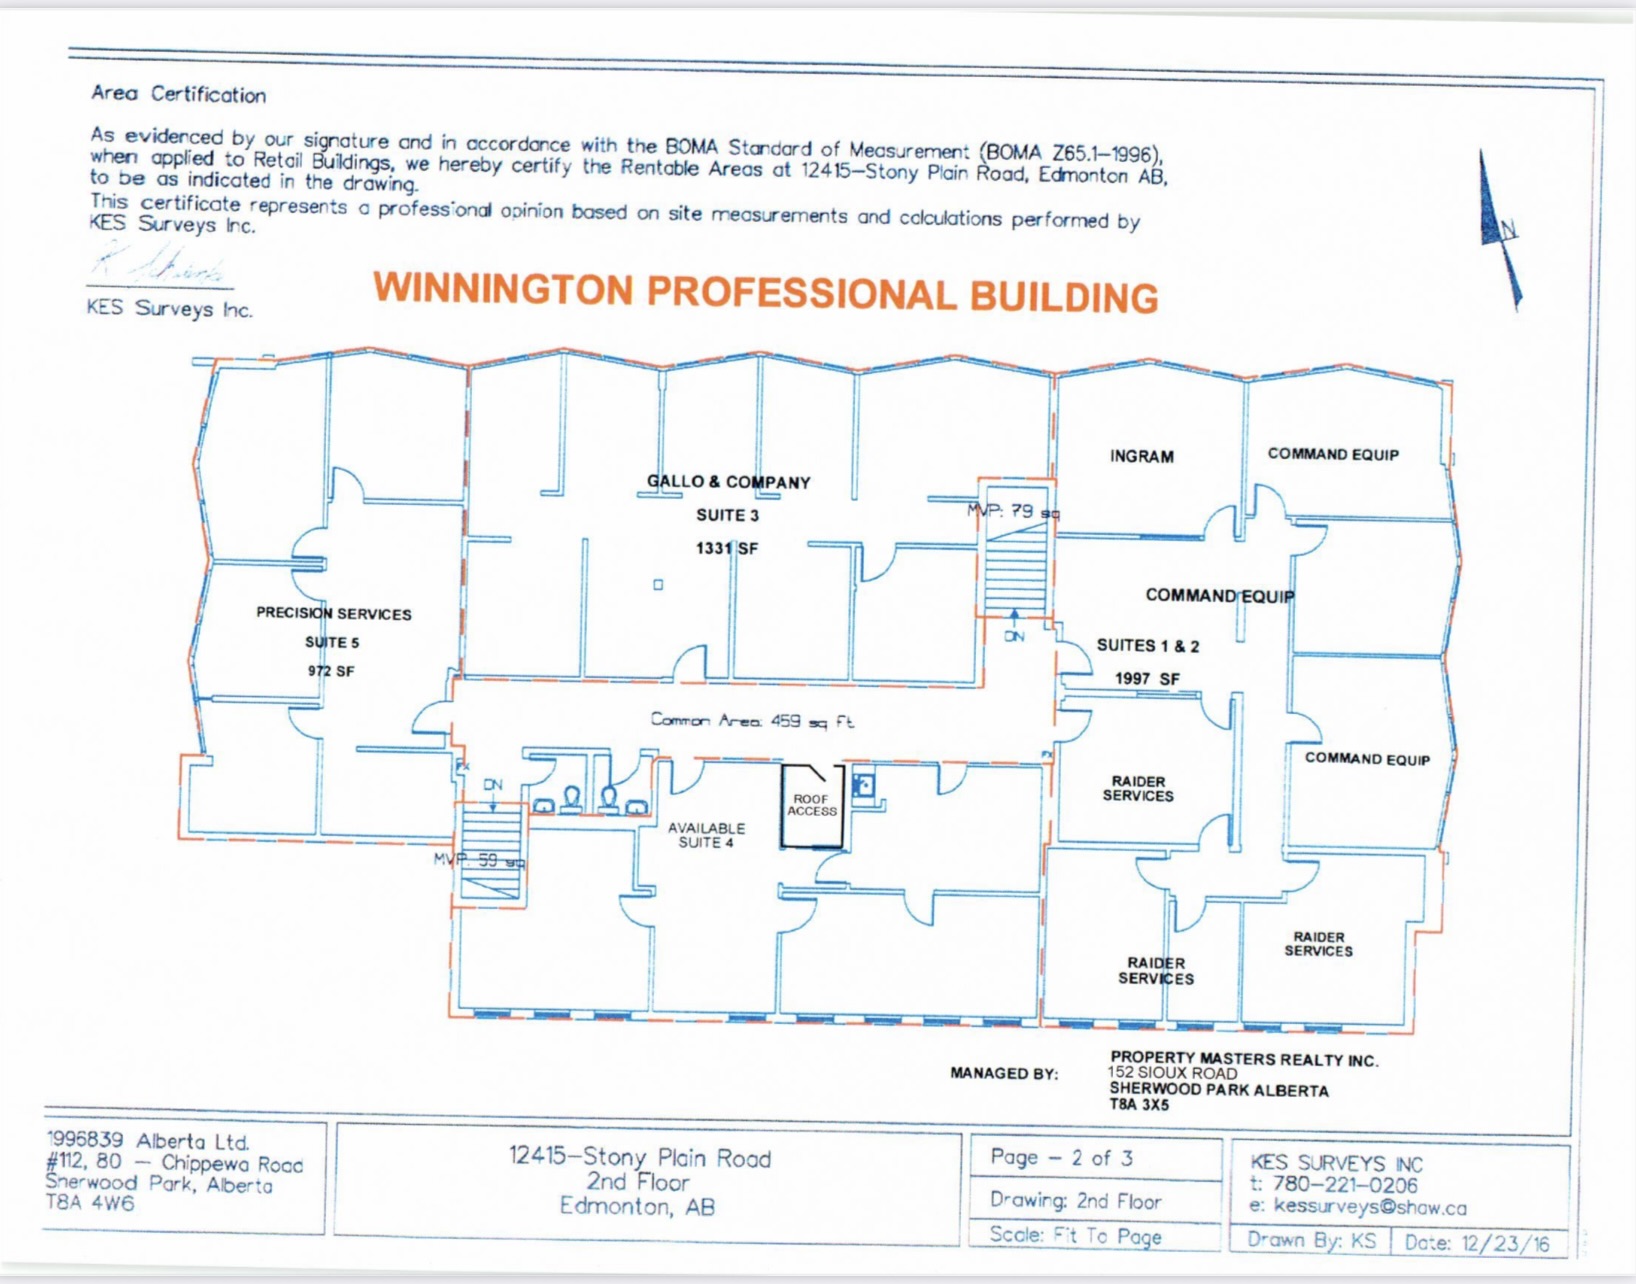 Area Certification
As evidenced by our signature and in accordance with the BOMA Standard of Measurement (BOMA Z65.1-1996),
when applied to Retail Buildings, we hereby certify the Rentable Areas at 12415-Stony Plain Road, Edmonton AB,
to be as indicated in the drawing.
This certificate represents a professional opinion based on site measurements and calculations performed by
KES Surveys Inc.
KES Surveys Inc.
N
WINNINGTON PROFESSIONAL BUILDING
INGRAM
COMMAND EQUIP
GALLO & COMPANY
SUITE 3
1331 SF
MVP: 79 sq
DN
COMMAND EQUIP
SUITES 1 & 2
1997 SF
PRECISION SERVICES
SUITE 5
972 SF
Common Area: 459 sq Ft
COMMAND EQUIP
RAIDER
SERVICES
DN
ROOF
ACCESS
AVAILABLE
SUITE 4
MVP: 59 sq
RAIDER
SERVICES
RAIDER
SERVICES
MANAGED BY:
PROPERTY MASTERS REALTY INC.
152 SIOUX ROAD
SHERWOOD PARK ALBERTA
T8A 3X5
1996839 Alberta Ltd.
#112, 80 - Chippewa Road
Sherwood Park, Alberta
T8A 4W6
12415-Stony Plain Road
2nd Floor
Edmonton, AB
Page - 2 of 3
Drawing: 2nd Floor
Scale: Fit To Page
KES SURVEYS INC
t: 780-221-0206
e: kessurveys@shaw.ca
Drawn By: KS
Date: 12/23/16